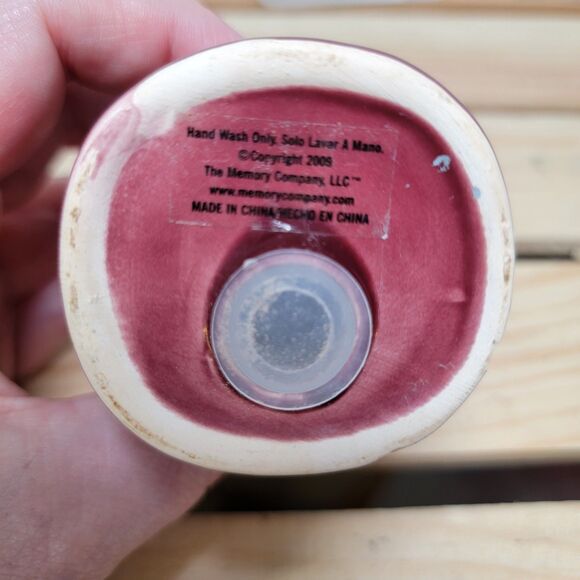 Hand Wash Only. Solo Lavar A Mano.
©Copyright 2009
The Memory Company, LLC™
www.memorycompany.com
MADE IN CHINA/HECHO EN CHINA